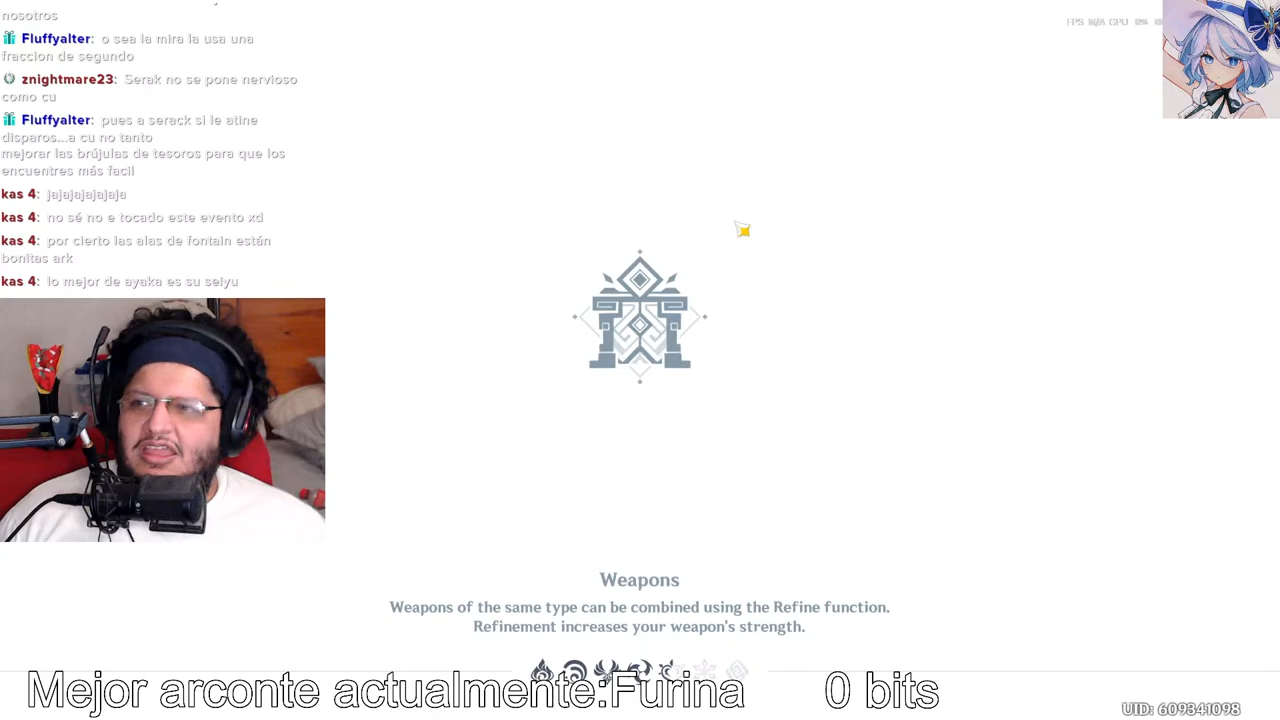 nosotros
Fluffyalter: o sea la mira la usa una
fraccion de segundo
znightmare23: Serak no se pone nervioso
como cu
Fluffyalter: pues a serack si le atine
disparos...a cu no tanto
mejorar las brújulas de tesoros para que los
encuentres más facil
kas 4: jajajajajajaja
kas 4: no sé no e tocado este evento xd
kas 4: por cierto las alas de fontain están
bonitas ark
kas 4: lo mejor de ayaka es su seiyu
FPS N/A GPU 0%
Weapons
Weapons of the same type can be combined using the Refine function.
Refinement increases your weapon's strength.
Mejor arconte actualmente:Furina 0 bits
UID: 609341098